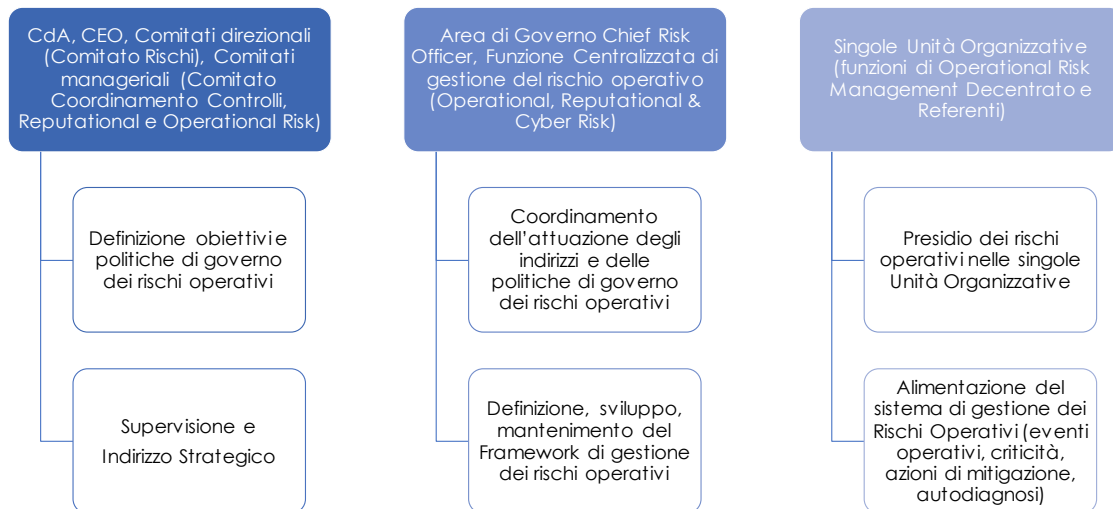 CdA, CEO, Comitati direzionali
(Comitato Rischi), Comitati
manageriali (Comitato
Coordinamento Controlli,
Reputational e Operational Risk)
Definizione obiettivi e
politiche di governo
dei rischi operativi
Supervisione e
Indirizzo Strategico
Area di Governo Chief Risk
Officer, Funzione Centralizzata di
gestione del rischio operativo
(Operational, Reputational &
Cyber Risk)
Coordinamento
dell'attuazione degli
indirizzi e delle
politiche di governo
dei rischi operativi
Definizione, sviluppo,
mantenimento del
Framework di gestione
dei rischi operativi
Singole Unità Organizzative
(funzioni di Operational Risk
Management Decentrato e
Referenti)
Presidio dei rischi
operativi nelle singole
Unità Organizzative
Alimentazione del
sistema di gestione dei
Rischi Operativi (eventi
operativi, criticità,
azioni di mitigazione,
autodiagnosi)